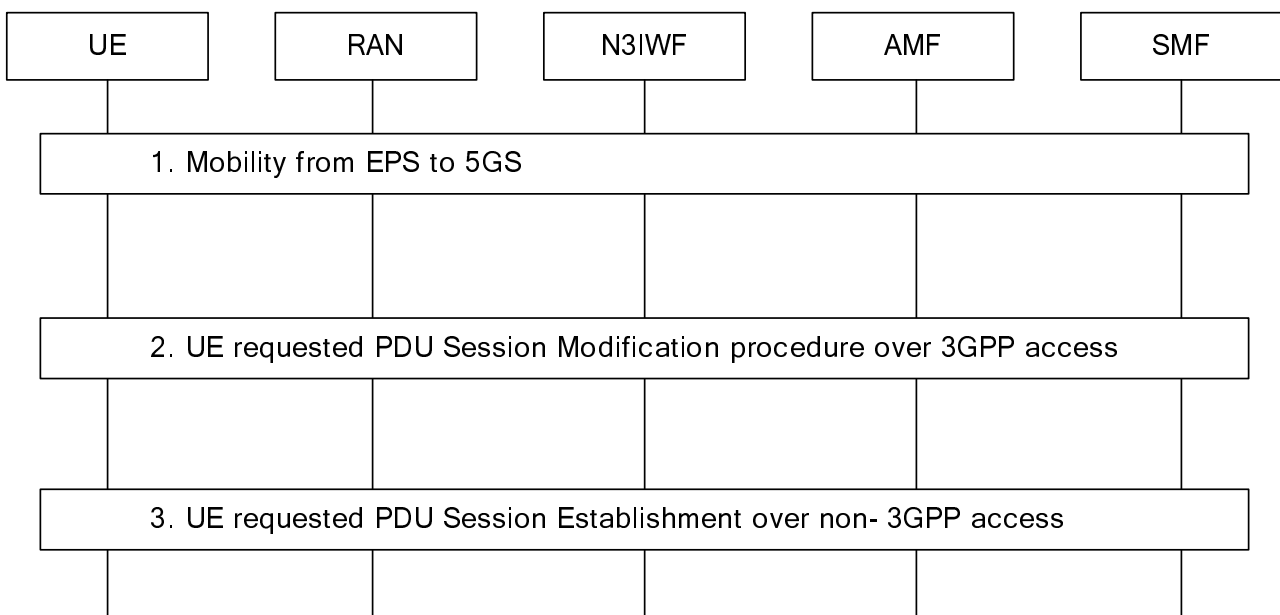 UE
RAN
N3IWF
AMF
SMF
1. Mobility from EPS to 5GS
2. UE requested PDU Session Modification procedure over 3GPP access
3. UE requested PDU Session Establishment over non- 3GPP access